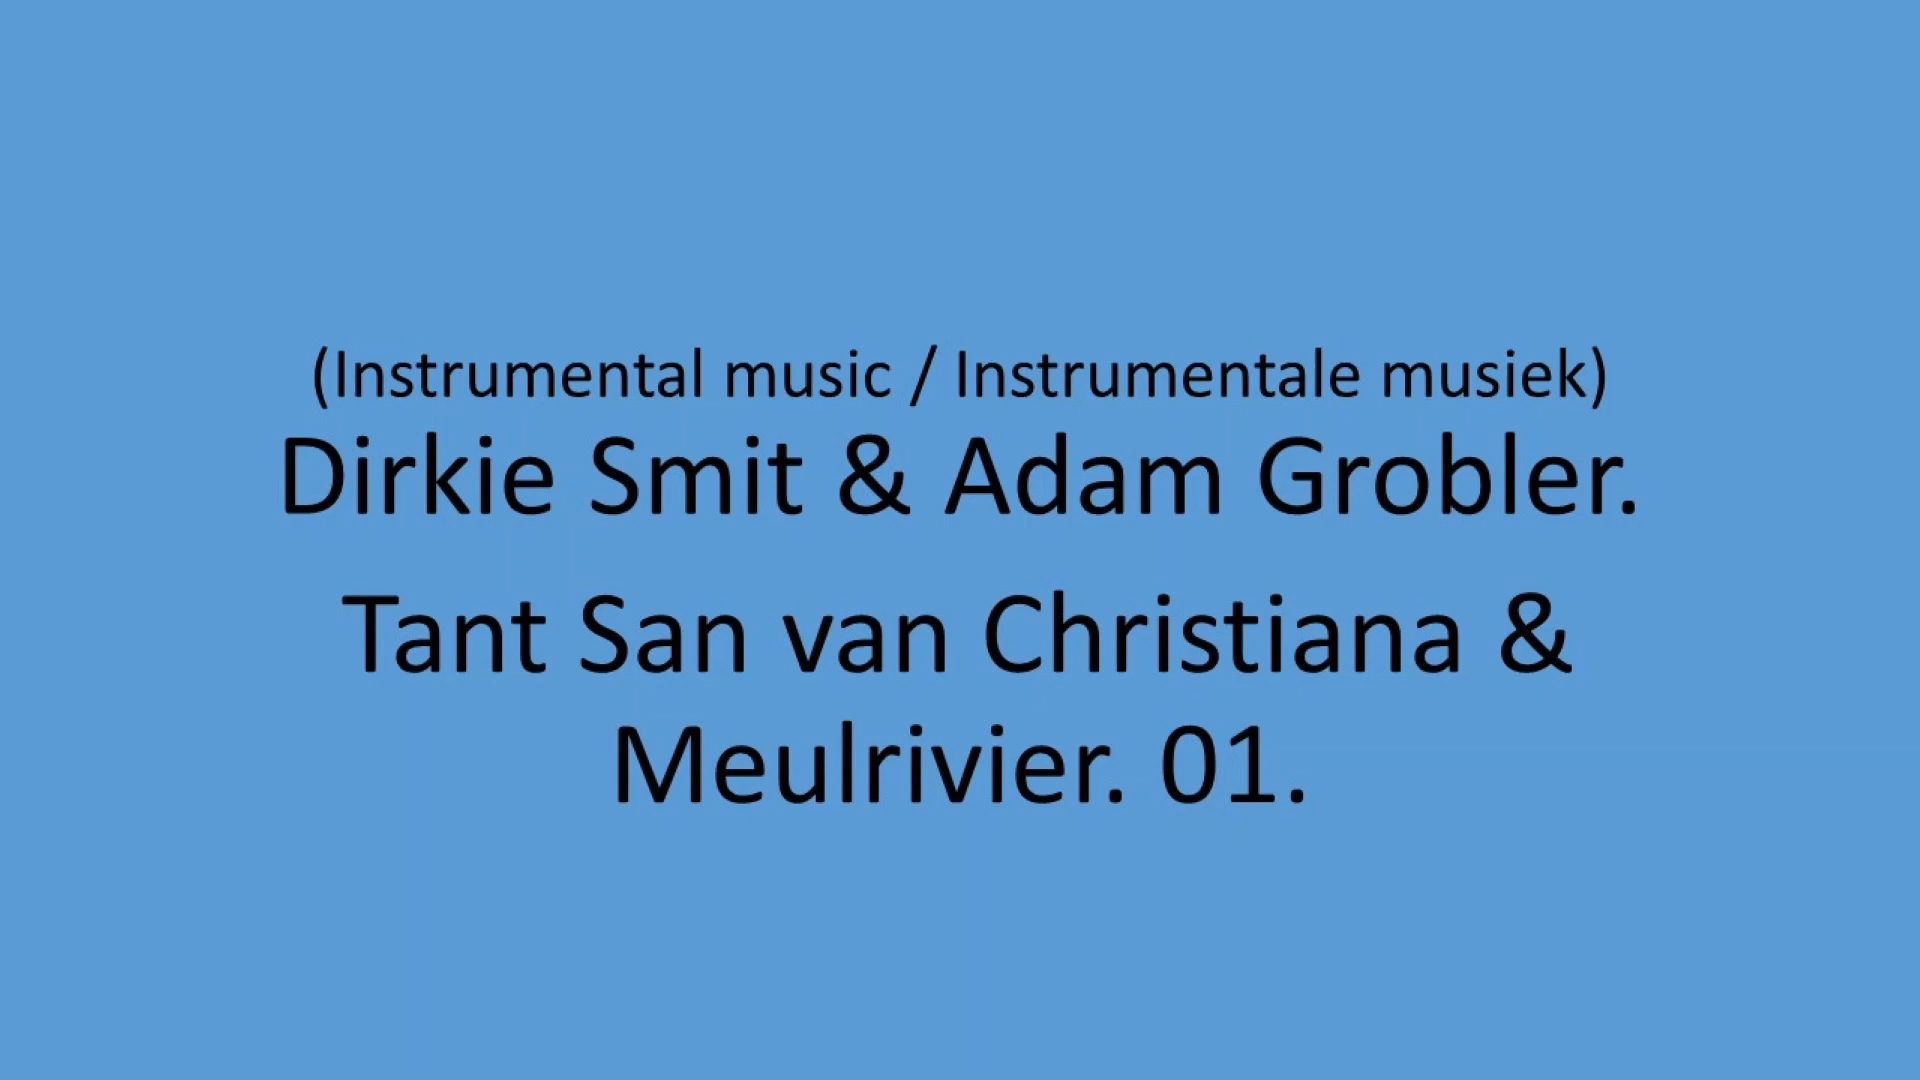 (Instrumental music / Instrumentale musiek)
Dirkie Smit & Adam Grobler.
Tant San van Christiana &
Meulrivier. 01.